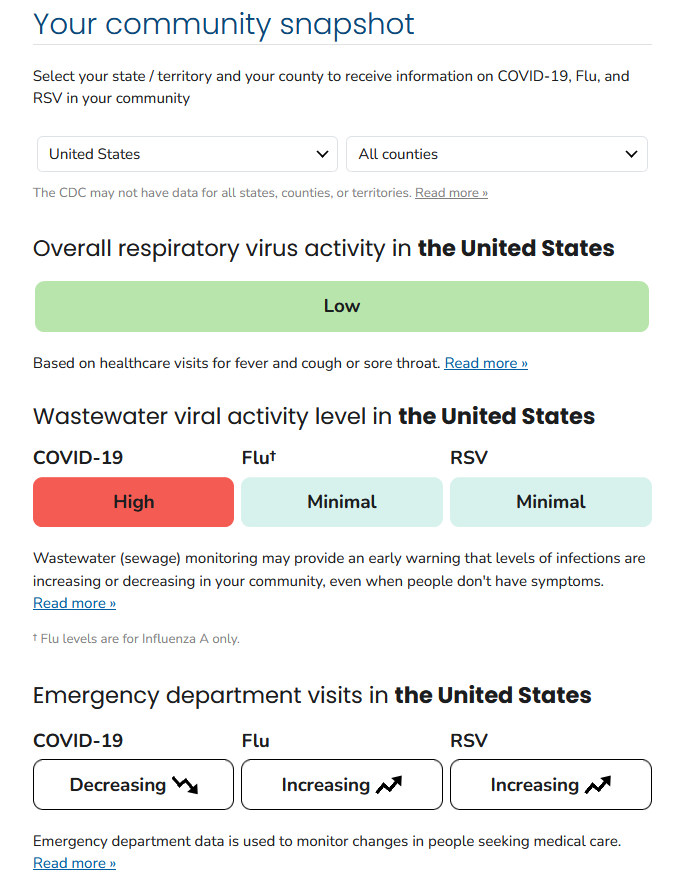 Your community snapshot
Select your state / territory and your county to receive information on COVID-19, Flu, and
RSV in your community
United States
All counties
The CDC may not have data for all states, counties, or territories. Read more »
Overall respiratory virus activity in the United States
Low
Based on healthcare visits for fever and cough or sore throat. Read more »
Wastewater viral activity level in the United States
COVID-19
Flu†
RSV
High
Minimal
Minimal
Wastewater (sewage) monitoring may provide an early warning that levels of infections are
increasing or decreasing in your community, even when people don't have symptoms.
Read more »
† Flu levels are for Influenza A only.
Emergency department visits in the United States
COVID-19
Flu
RSV
Decreasing
Increasing
Increasing
Emergency department data is used to monitor changes in people seeking medical care.
Read more »